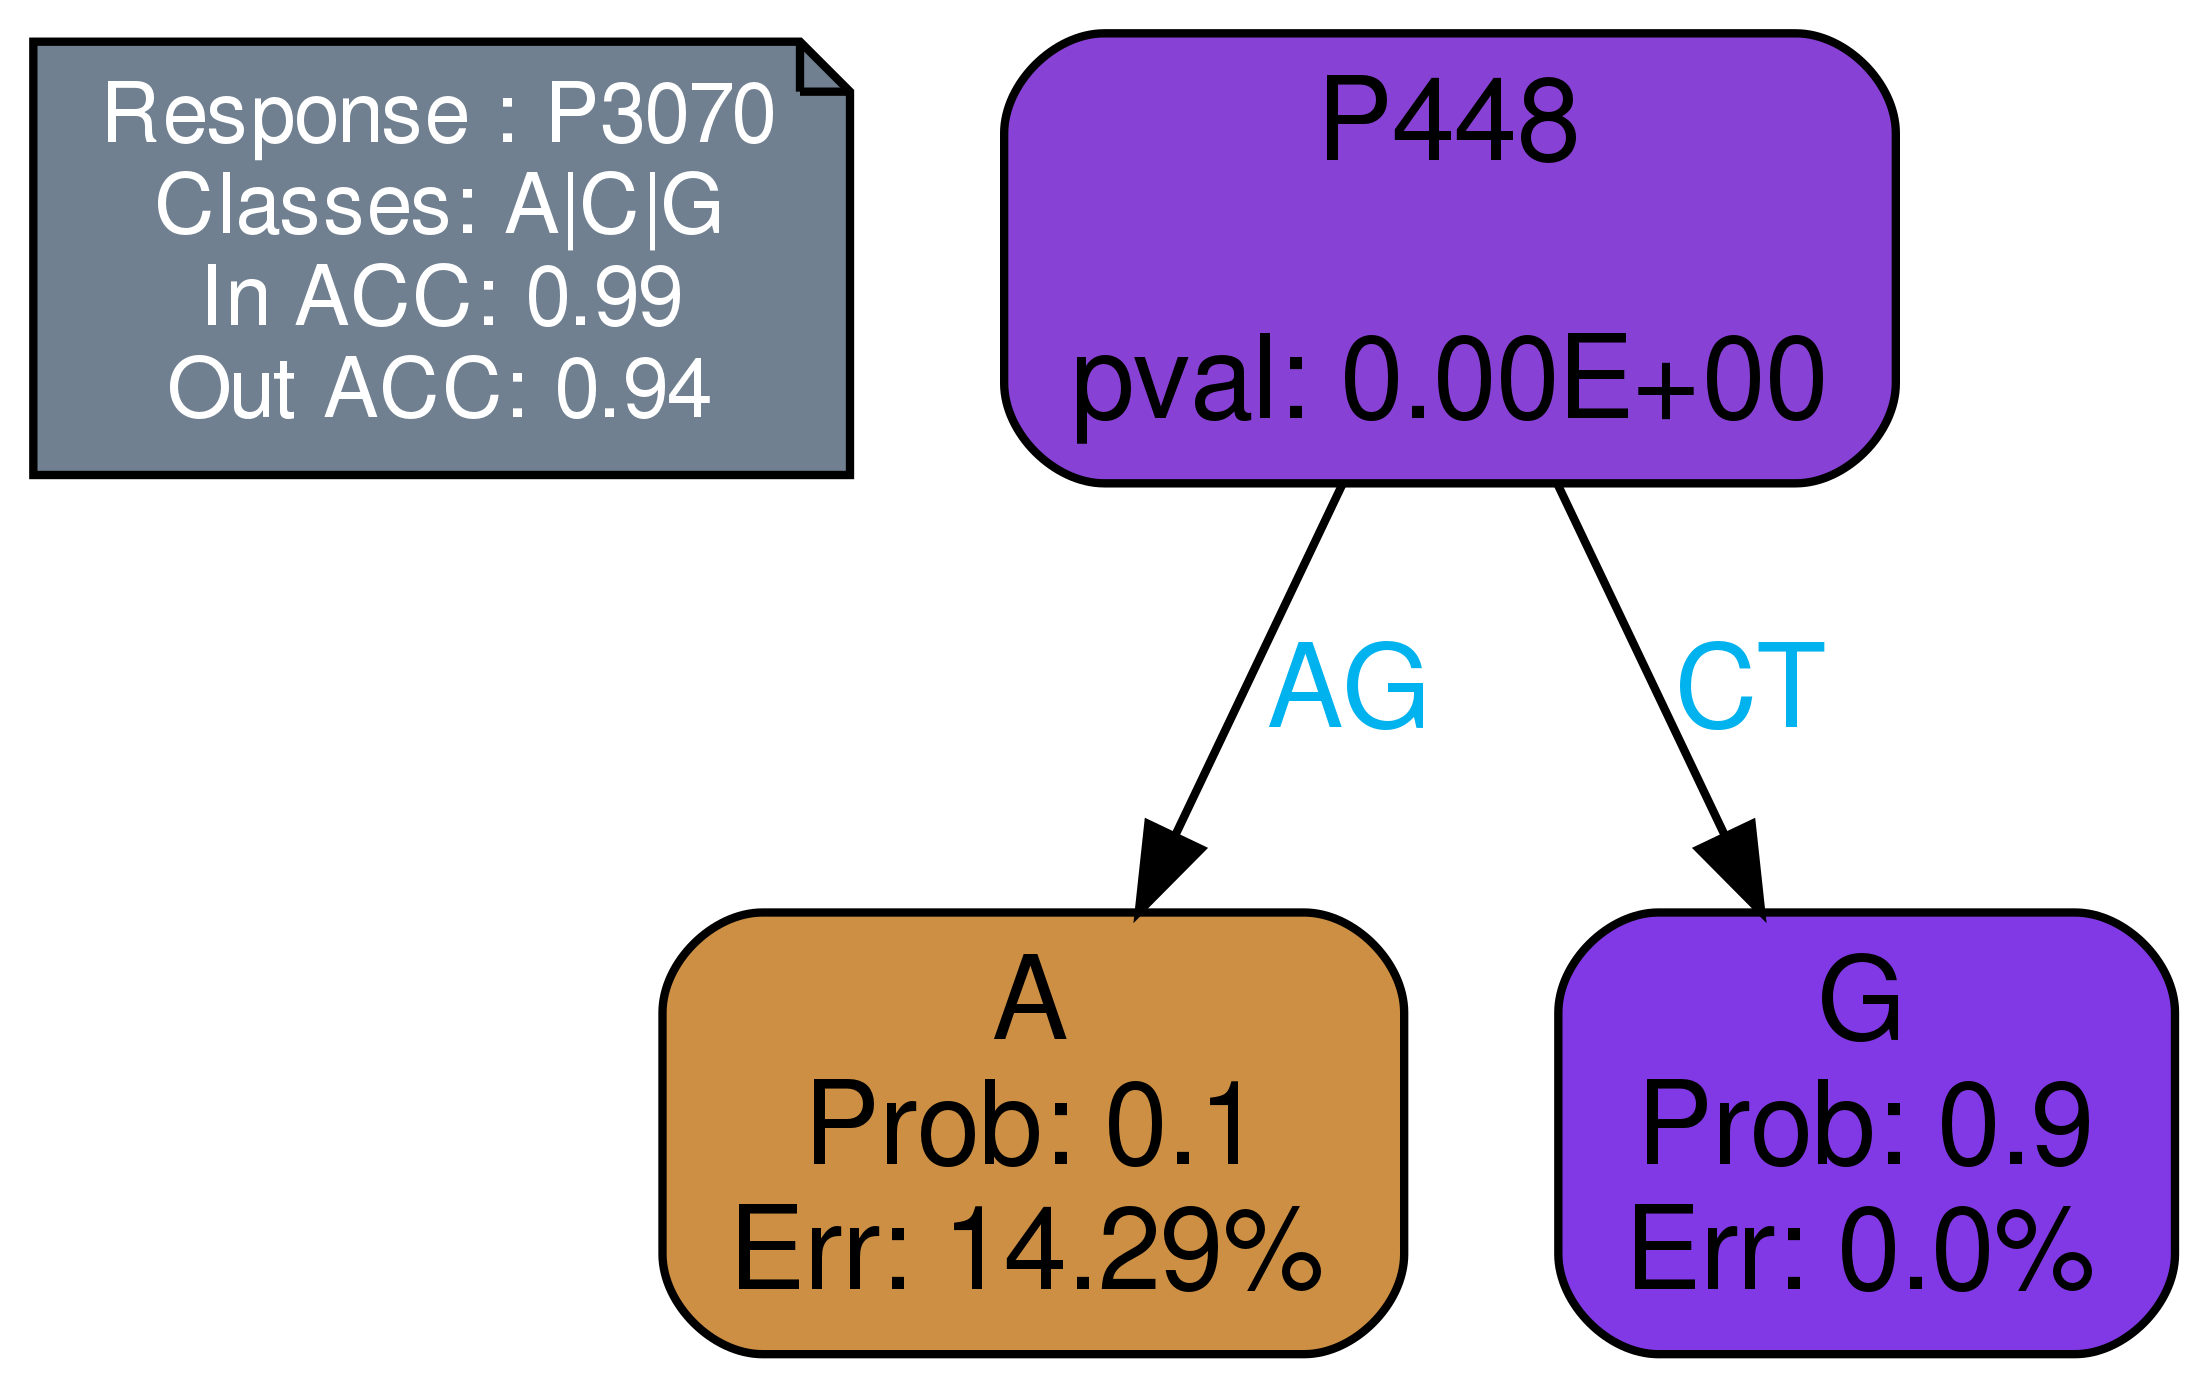 Response : P3070
Classes: A|C|G
In ACC: 0.99
Out ACC: 0.94
P448
pval: 0.00E+00
AG
CT
A
Prob: 0.1
Err: 14.29%
G
Prob: 0.9
Err: 0.0%